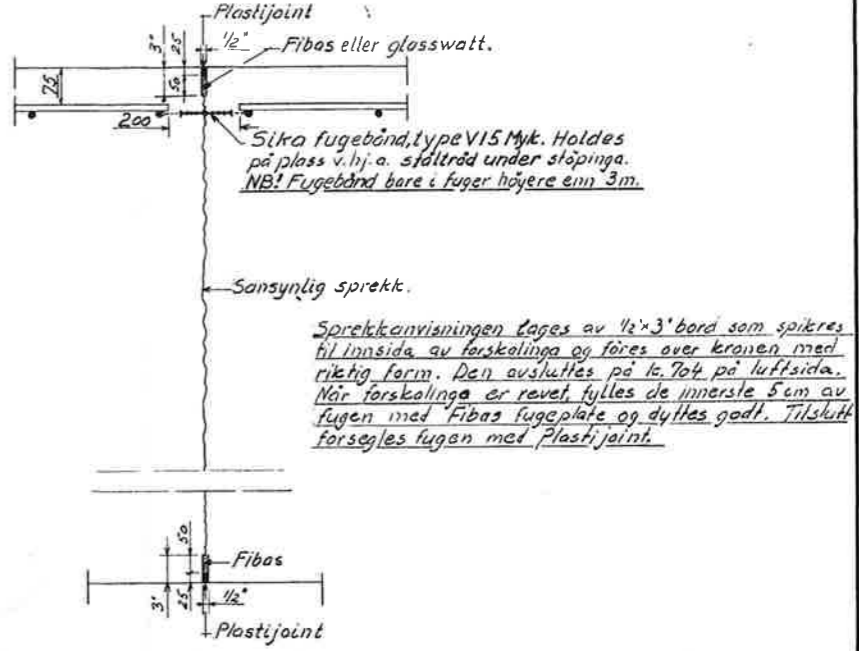 Plastijoint
1/2"
3"
25
Fibas eller glasswatt.
75
50
200
Sika fugebånd, type V15 Myk. Holdes
på plass v.hj.a. ståltråd under støpinga.
NB! Fugebånd bare i fuger høyere enn 3m.
Sansynlig sprekk.
Sprekkanvisningen lages av 1/2"×3" bord som spikres
til innsida av forskalinga og føres over kronen med
riktig form. Den avsluttes på k. 704 på luftsida.
Når forskalinga er revet, fylles de innerste 5 cm av
fugen med Fibas fugeplate og dyttes godt. Tilslutt
forsegles fugen med Plastijoint.
50
Fibas
3"
25
1/2"
Plastijoint